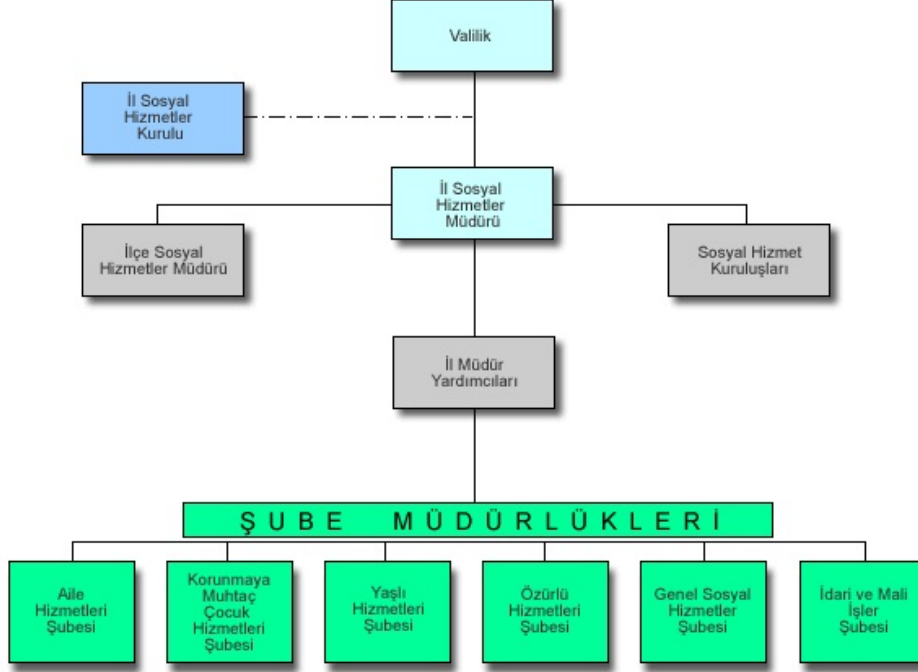 Valilik
İl Sosyal
Hizmetler
Kurulu
İl Sosyal
Hizmetler
Müdürü
İlçe Sosyal
Hizmetler Müdürü
Sosyal Hizmet
Kuruluşları
İl Müdür
Yardımcıları
ŞUBE MÜDÜRLÜKLERİ
Aile
Hizmetleri
Şubesi
Korunmaya
Muhtaç
Çocuk
Hizmetleri
Şubesi
Yaşlı
Hizmetleri
Şubesi
Özürlü
Hizmetleri
Şubesi
Genel Sosyal
Hizmetler
Şubesi
İdari ve Mali
İşler
Şubesi